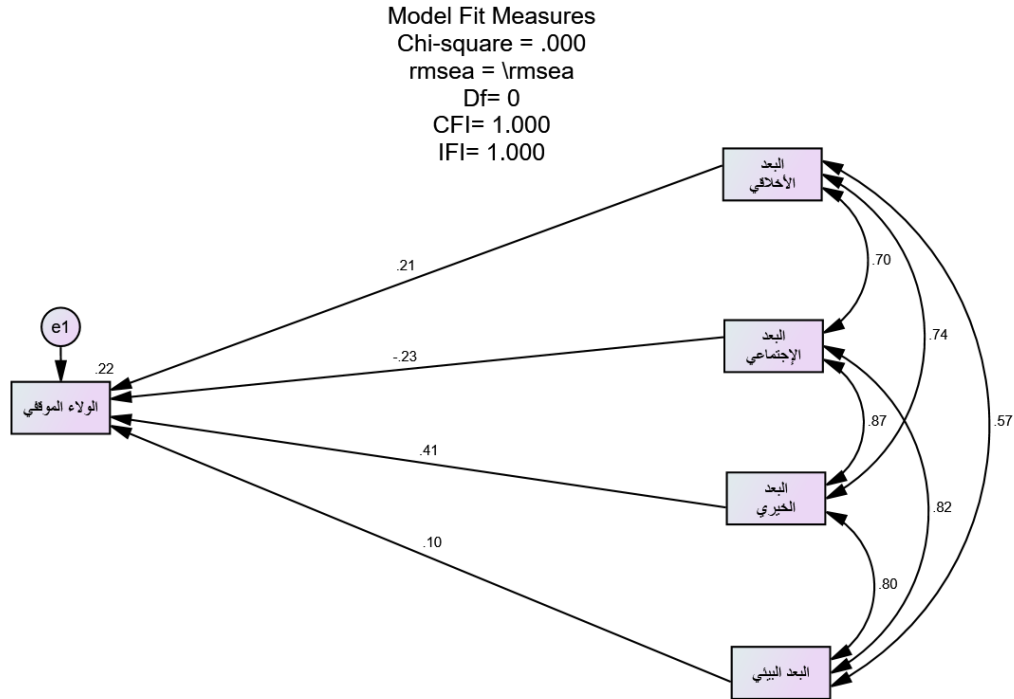 Model Fit Measures
Chi-square = .000
rmsea = \rmsea
Df= 0
CFI= 1.000
IFI= 1.000
البعد
الأخلاقي
.21
.70
e1
البعد
الإجتماعي
.74
.22
-.23
الولاء الموقفي
.87
.57
.41
البعد
الخيري
.82
.10
.80
البعد البيئي